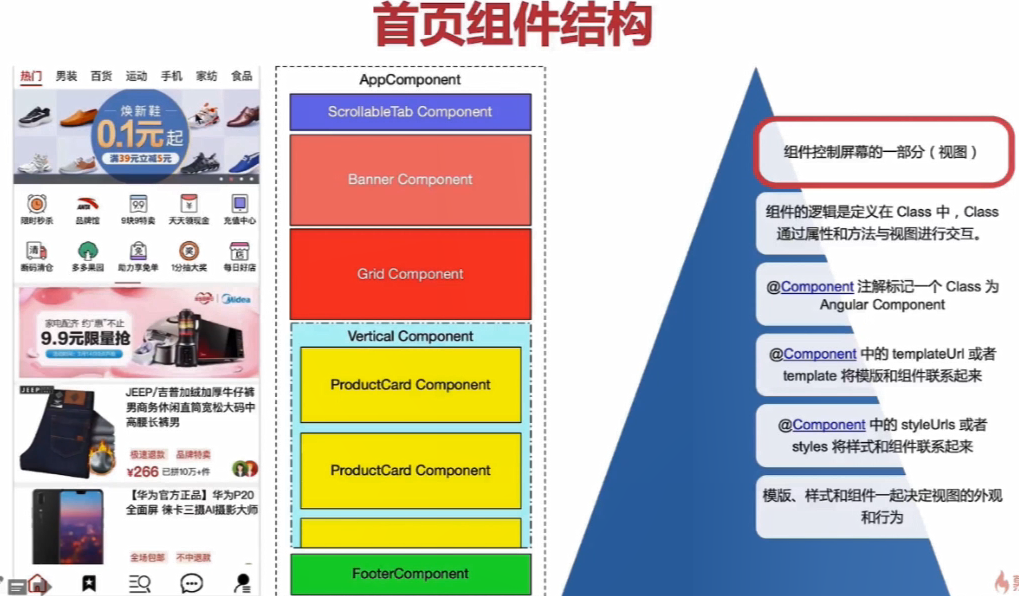 首页组件结构
热门 男装 百货 运动 手机 家纺 食品
焕新鞋
0.1元起
满39元立减5元
限时秒杀 品牌馆 9块9特卖 天天领现金 充值中心
断码清仓 多多果园 助力享免单 1分抽大奖 每日好店
Midea
家电配齐 约“惠”不止
9.9元限量抢
JEEP
JEEP/吉普加绒加厚牛仔裤
男商务休闲直筒宽松大码中
高腰长裤男
极速退款 品牌特卖
¥266 已拼10万+件
【华为官方正品】华为P20
全面屏 徕卡三摄AI摄影大师
全场包邮 不中退款
AppComponent
ScrollableTab Component
Banner Component
Grid Component
Vertical Component
ProductCard Component
ProductCard Component
FooterComponent
组件控制屏幕的一部分（视图）
组件的逻辑是定义在 Class 中，Class
通过属性和方法与视图进行交互。
@Component 注解标记一个 Class 为
Angular Component
@Component 中的 templateUrl 或者
template 将模版和组件联系起来
@Component 中的 styleUrls 或者
styles 将样式和组件联系起来
模版、样式和组件一起决定视图的外观
和行为